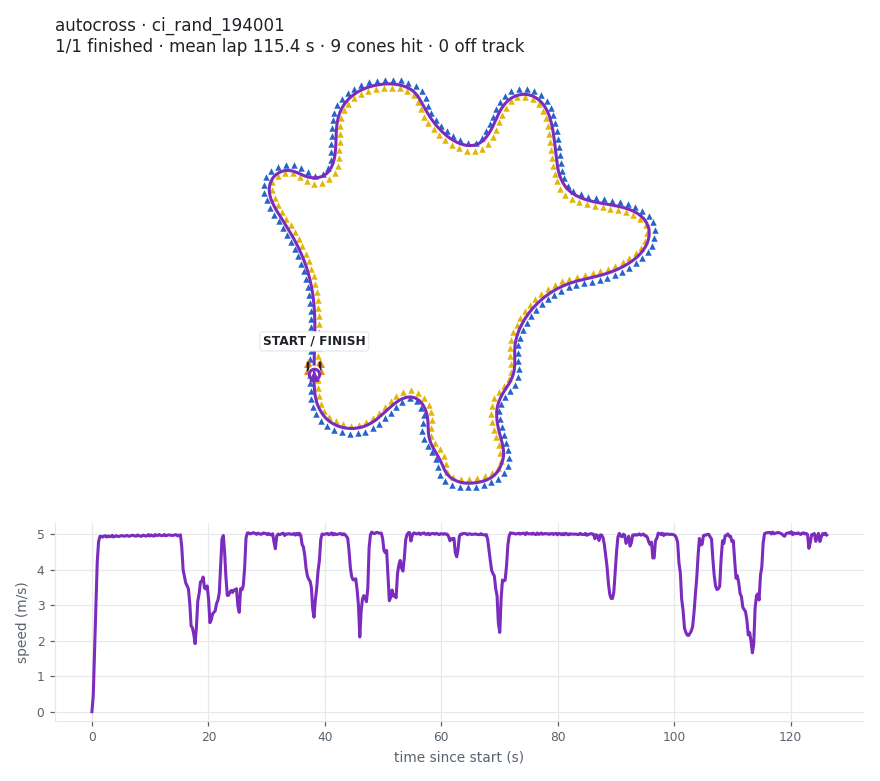 autocross · ci_rand_194001
1/1 finished · mean lap 115.4 s · 9 cones hit · 0 off track
START / FINISH
5
4
3
2
1
0
speed (m/s)
0 20 40 60 80 100 120
time since start (s)